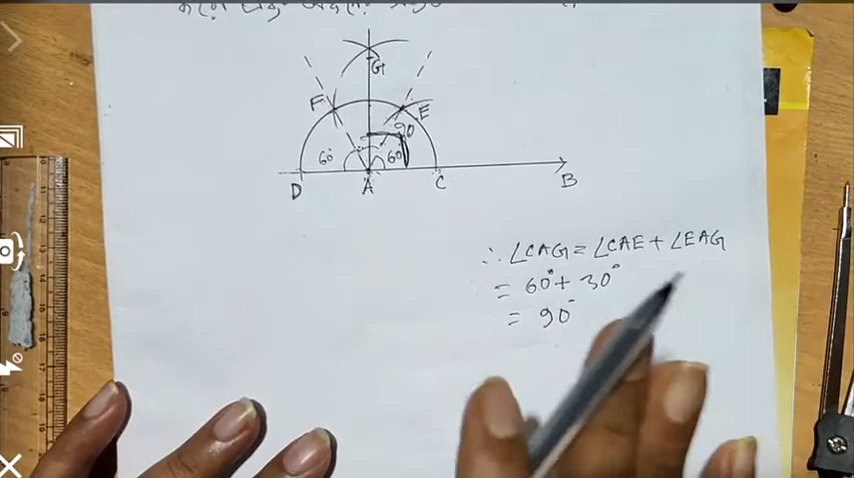 G
F
E
90
60°
60°
D
A
C
B
∴ ∠CAG = ∠CAE + ∠EAG
= 60° + 30°
= 90°